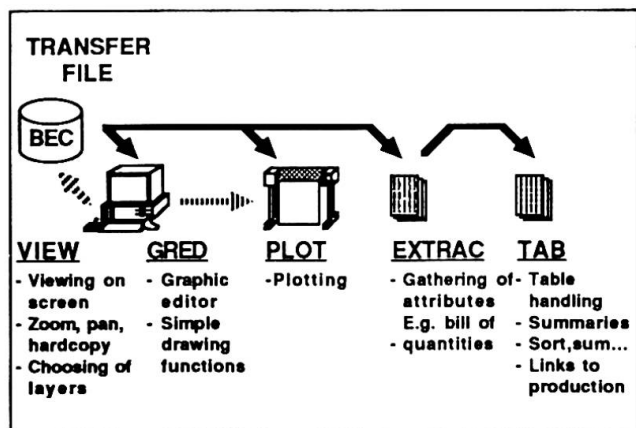 TRANSFER
FILE
BEC
VIEW
- Viewing on
screen
- Zoom, pan,
hardcopy
- Choosing of
layers
GRED
- Graphic
editor
- Simple
drawing
functions
PLOT
-Plotting
EXTRAC
- Gathering of
attributes
E.g. bill of
- quantities
TAB
- Table
handling
- Summaries
- Sort,sum...
- Links to
production